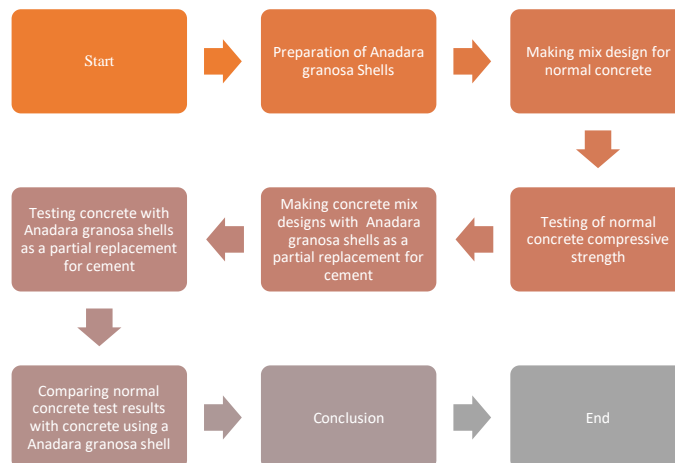 Start
Preparation of Anadara
granosa Shells
Making mix design for
normal concrete
Testing of normal
concrete compressive
strength
Making concrete mix
designs with Anadara
granosa shells as a
partial replacement for
cement
Testing concrete with
Anadara granosa shells
as a partial replacement
for cement
Comparing normal
concrete test results
with concrete using a
Anadara granosa shell
Conclusion
End